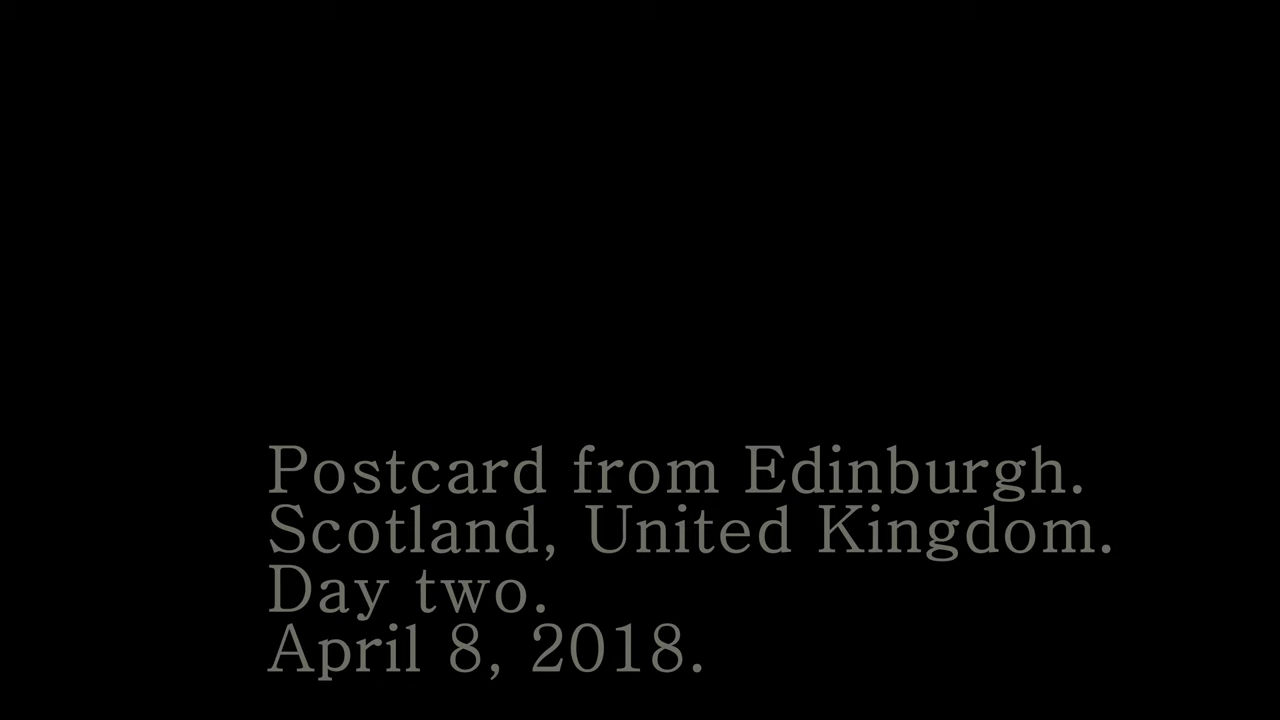 Postcard from Edinburgh.
Scotland, United Kingdom.
Day two.
April 8, 2018.